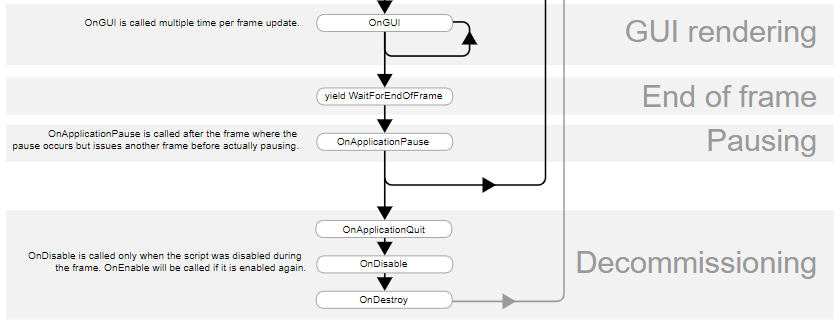 OnGUI is called multiple time per frame update.
OnGUI
GUI rendering
yield WaitForEndOfFrame
End of frame
OnApplicationPause is called after the frame where the
pause occurs but issues another frame before actually pausing.
OnApplicationPause
Pausing
OnApplicationQuit
OnDisable is called only when the script was disabled during
the frame. OnEnable will be called if it is enabled again.
OnDisable
Decommissioning
OnDestroy